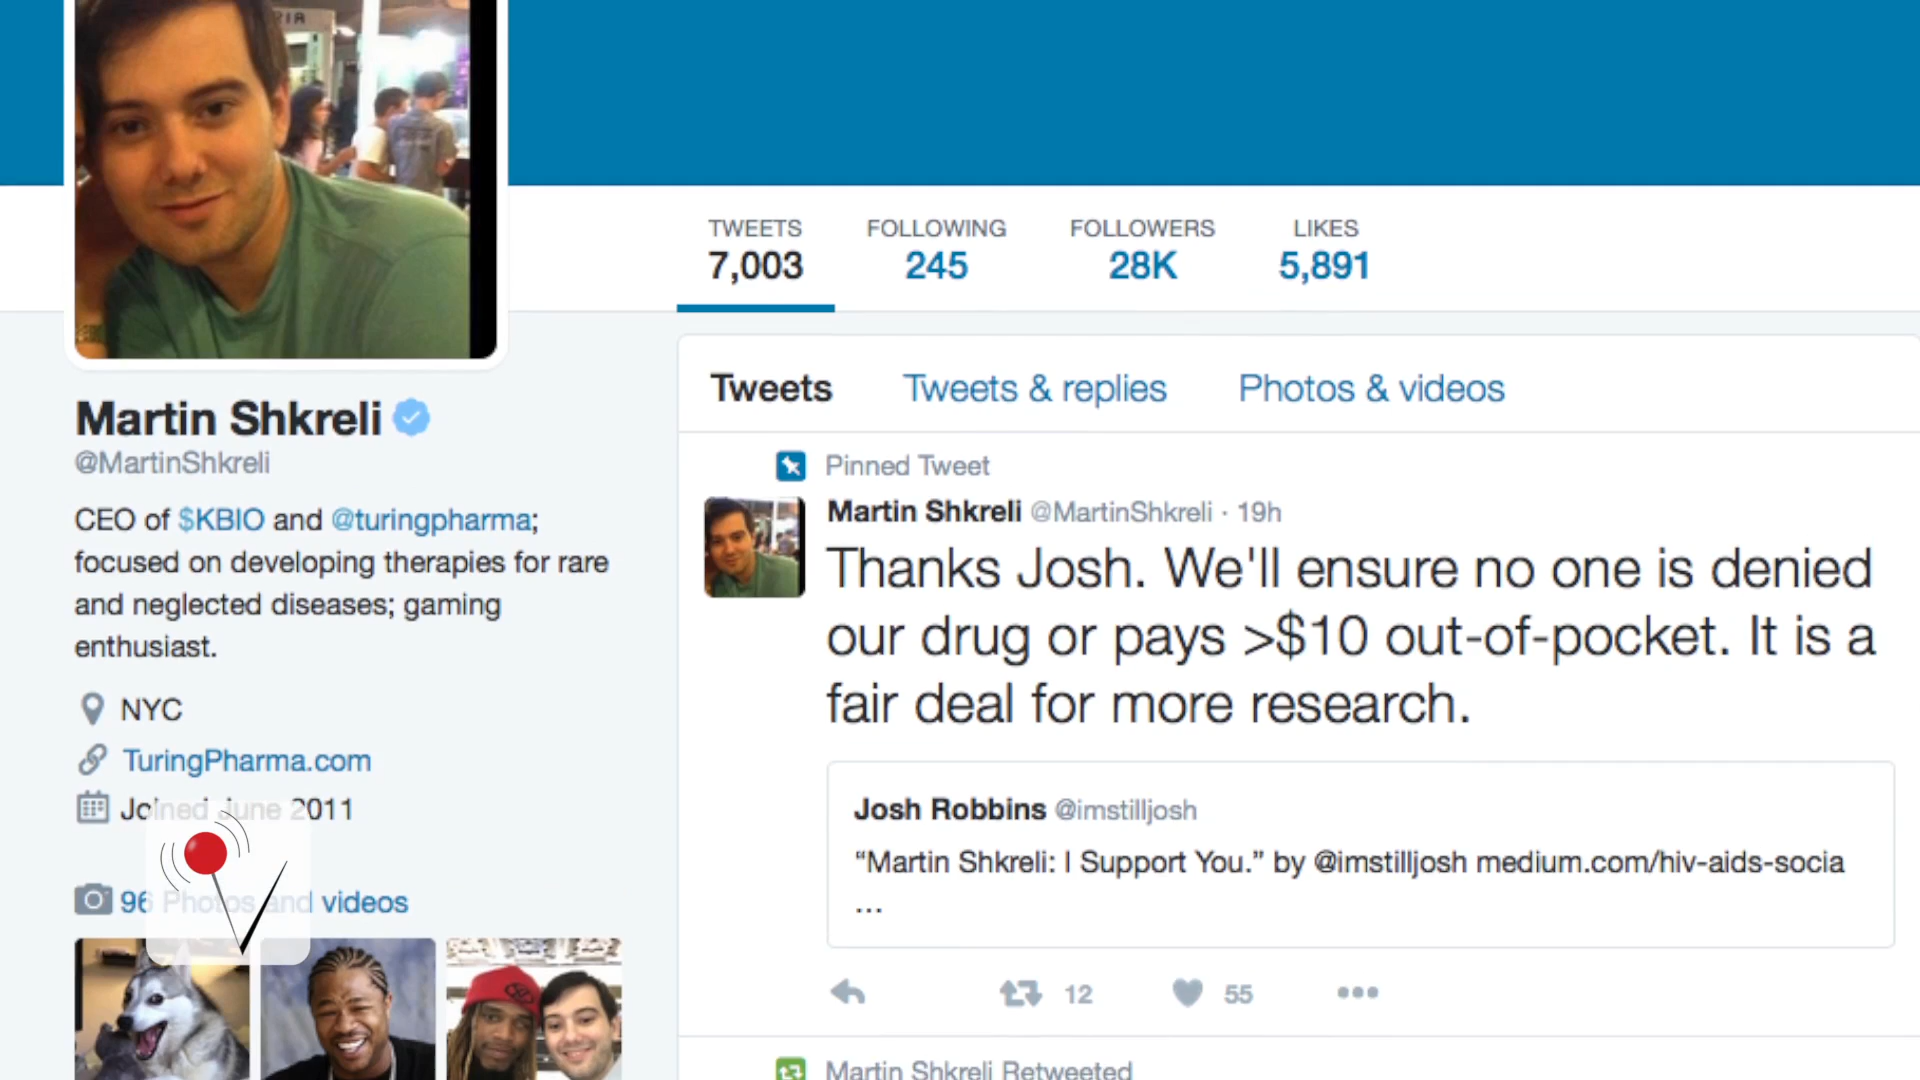 TWEETS
7,003
FOLLOWING
245
FOLLOWERS
28K
LIKES
5,891
Martin Shkreli
@MartinShkreli
CEO of $KBIO and @turingpharma;
focused on developing therapies for rare
and neglected diseases; gaming
enthusiast.
NYC
TuringPharma.com
Joined June 2011
96 Photos and videos
Tweets
Tweets & replies
Photos & videos
Pinned Tweet
Martin Shkreli @MartinShkreli · 19h
Thanks Josh. We'll ensure no one is denied
our drug or pays >$10 out-of-pocket. It is a
fair deal for more research.
Josh Robbins @imstilljosh
“Martin Shkreli: I Support You.” by @imstilljosh medium.com/hiv-aids-socia
...
12
55
Martin Shkreli Retweeted